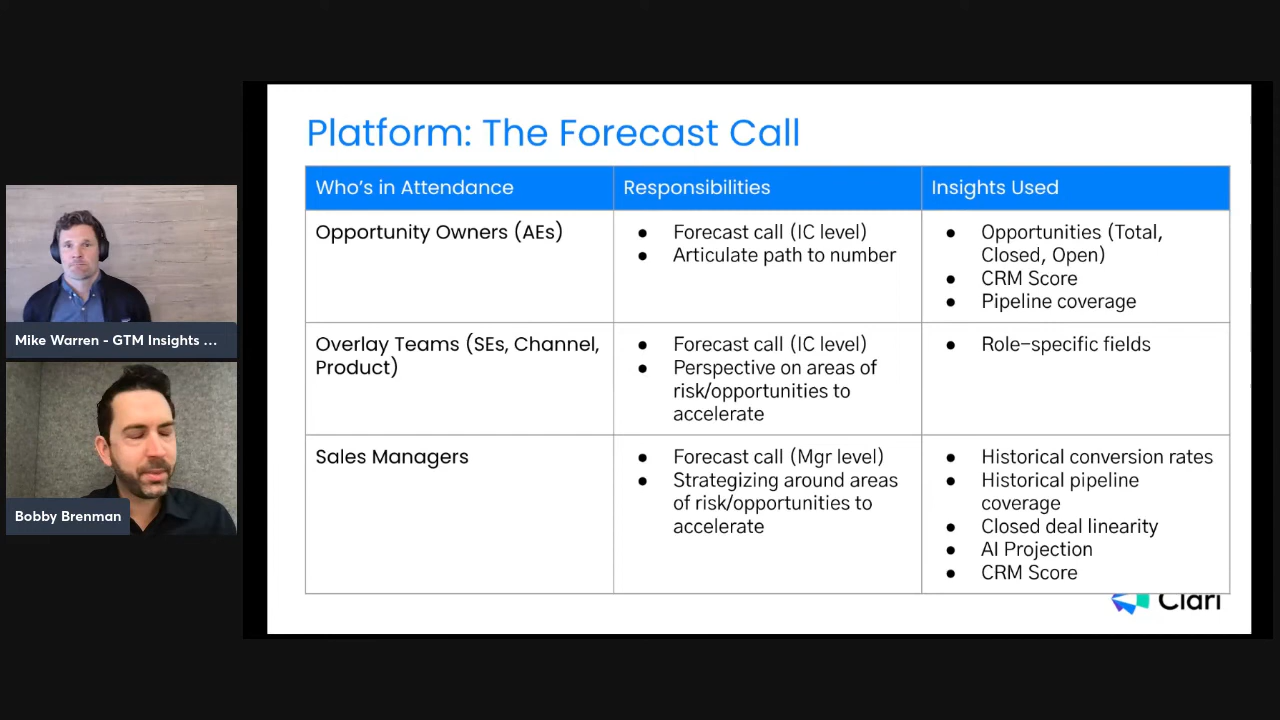 Platform: The Forecast Call
Who's in Attendance
Responsibilities
Insights Used
Opportunity Owners (AEs)
● Forecast call (IC level)
● Articulate path to number
● Opportunities (Total,
Closed, Open)
● CRM Score
● Pipeline coverage
Overlay Teams (SEs, Channel,
Product)
● Forecast call (IC level)
● Perspective on areas of
risk/opportunities to
accelerate
● Role-specific fields
Sales Managers
● Forecast call (Mgr level)
● Strategizing around areas
of risk/opportunities to
accelerate
● Historical conversion rates
● Historical pipeline
coverage
● Closed deal linearity
● AI Projection
● CRM Score
Clari
Mike Warren - GTM Insights ...
Bobby Brenman